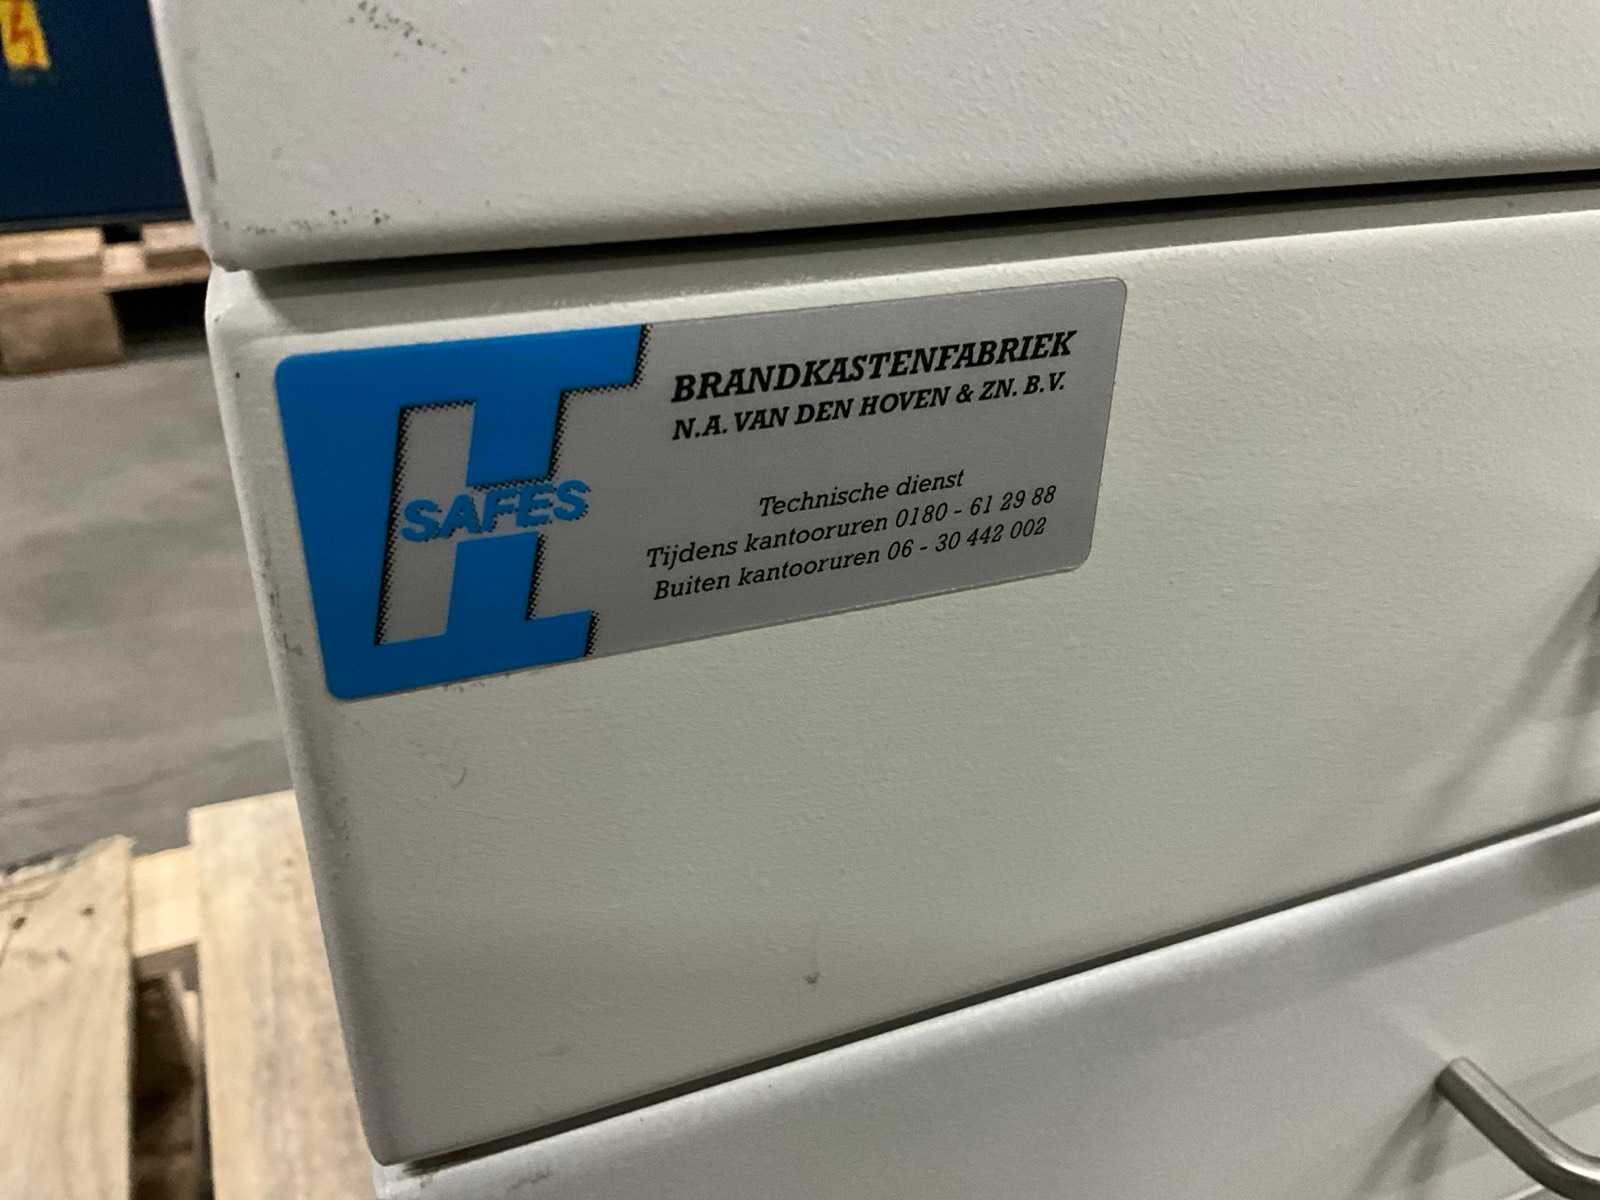 SAFES
BRANDKASTENFABRIEK
N.A. VAN DEN HOVEN & ZN. B.V.
Technische dienst
Tijdens kantooruren 0180 - 61 29 88
Buiten kantooruren 06 - 30 442 002